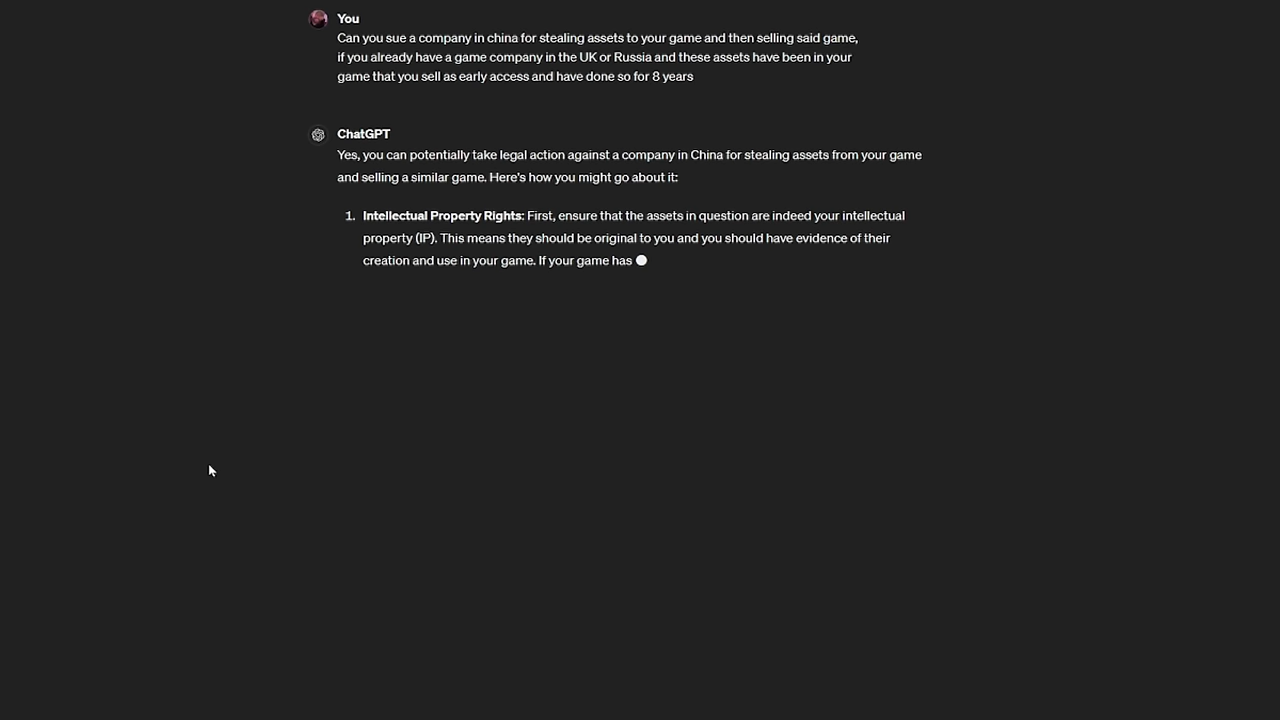 You
Can you sue a company in china for stealing assets to your game and then selling said game,
if you already have a game company in the UK or Russia and these assets have been in your
game that you sell as early access and have done so for 8 years
ChatGPT
Yes, you can potentially take legal action against a company in China for stealing assets from your game
and selling a similar game. Here's how you might go about it:
1. Intellectual Property Rights: First, ensure that the assets in question are indeed your intellectual
property (IP). This means they should be original to you and you should have evidence of their
creation and use in your game. If your game has